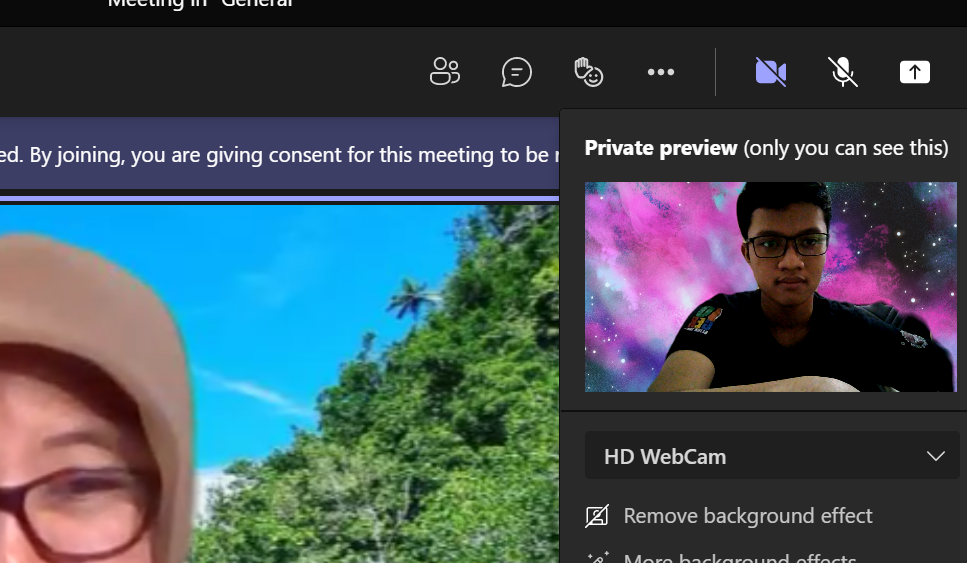 Meeting in "General"
ed. By joining, you are giving consent for this meeting to be
Private preview (only you can see this)
HD WebCam
Remove background effect
More background effects